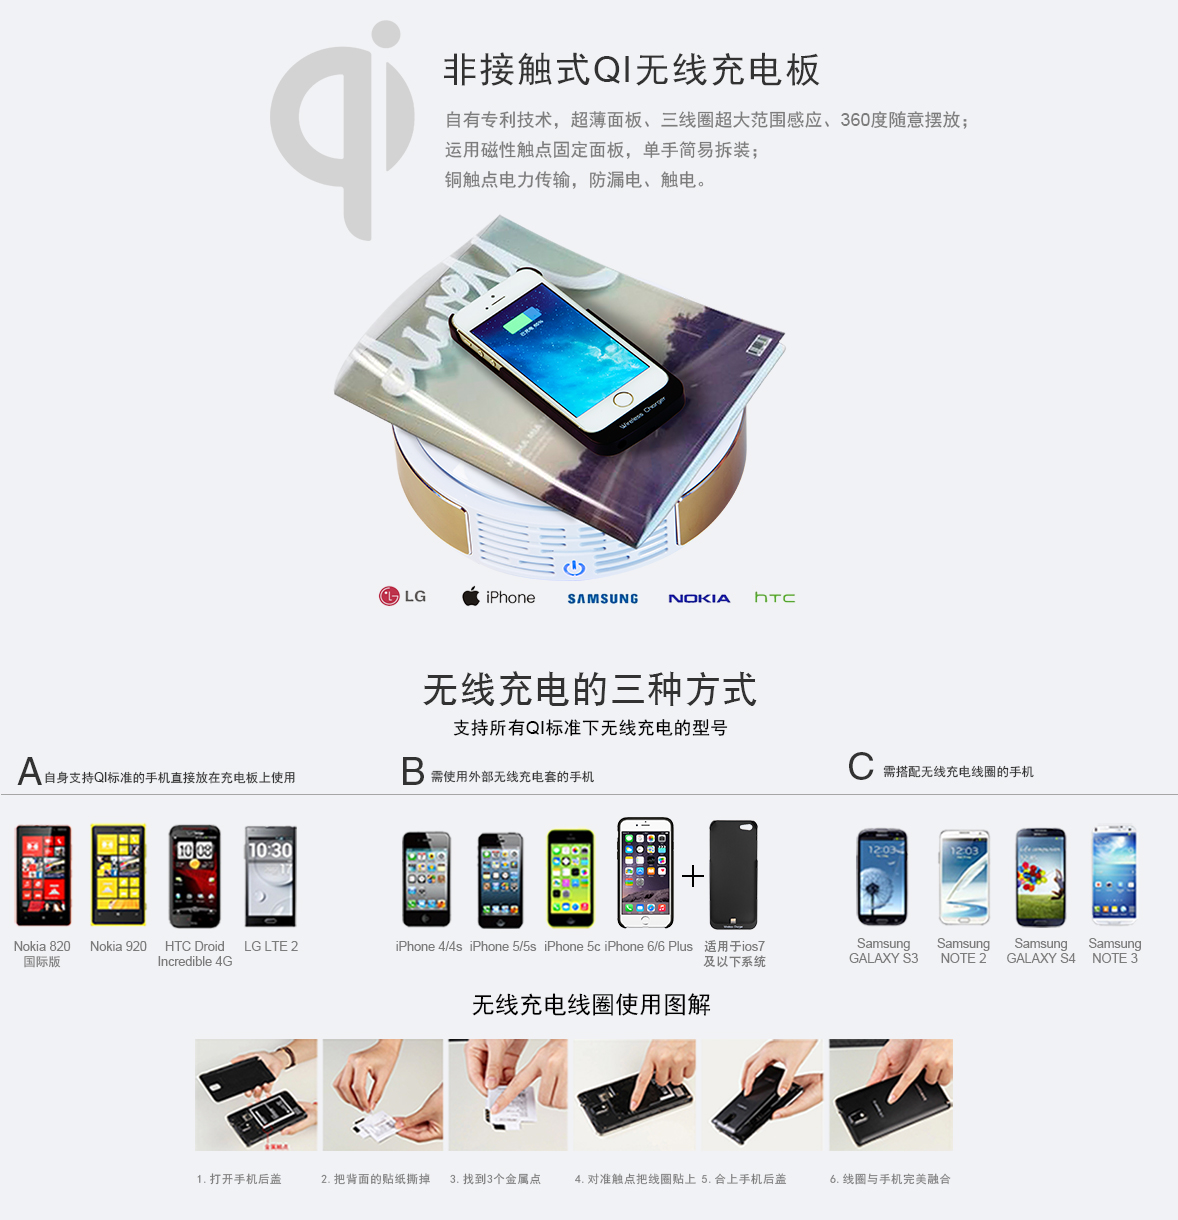 非接触式QI无线充电板
自有专利技术，超薄面板、三线圈超大范围感应、360度随意摆放；
运用磁性触点固定面板，单手简易拆装；
铜触点电力传输，防漏电、触电。
Wireless Charger
LG iPhone SAMSUNG NOKIA hTC
无线充电的三种方式
支持所有QI标准下无线充电的型号
A 自身支持QI标准的手机直接放在充电板上使用
B 需使用外部无线充电套的手机
C 需搭配无线充电线圈的手机
10:30
12:03
12:03
Nokia 820
国际版
Nokia 920
HTC Droid
Incredible 4G
LG LTE 2
iPhone 4/4s
iPhone 5/5s
iPhone 5c
iPhone 6/6 Plus
+
适用于ios7
及以下系统
Samsung
GALAXY S3
Samsung
NOTE 2
Samsung
GALAXY S4
Samsung
NOTE 3
无线充电线圈使用图解
1. 打开手机后盖
2. 把背面的贴纸撕掉
3. 找到3个金属点
4. 对准触点把线圈贴上
5. 合上手机后盖
6. 线圈与手机完美融合